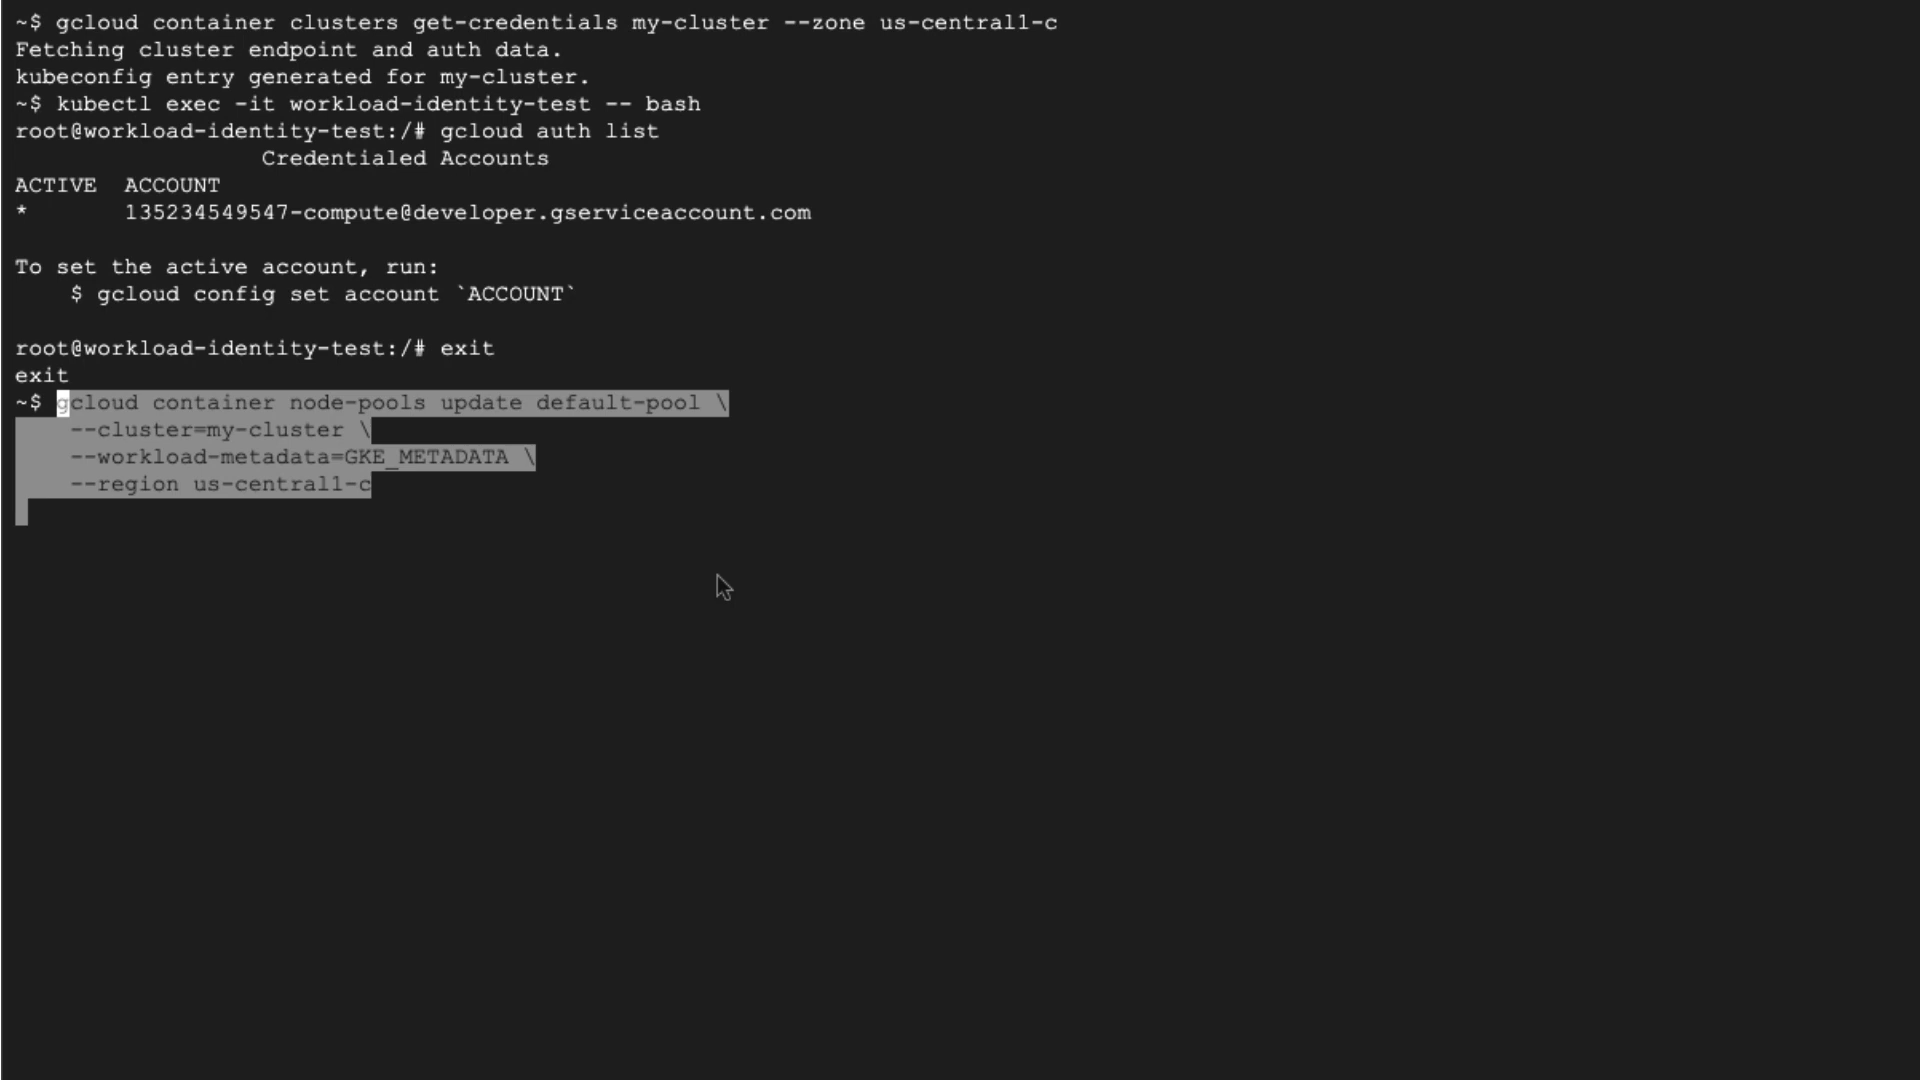 ~$ gcloud container clusters get-credentials my-cluster --zone us-central1-c
Fetching cluster endpoint and auth data.
kubeconfig entry generated for my-cluster.
~$ kubectl exec -it workload-identity-test -- bash
root@workload-identity-test:/# gcloud auth list
                  Credentialed Accounts
ACTIVE  ACCOUNT
*       135234549547-compute@developer.gserviceaccount.com

To set the active account, run:
    $ gcloud config set account `ACCOUNT`

root@workload-identity-test:/# exit
exit
~$ gcloud container node-pools update default-pool \
    --cluster=my-cluster \
    --workload-metadata=GKE_METADATA \
    --region us-central1-c